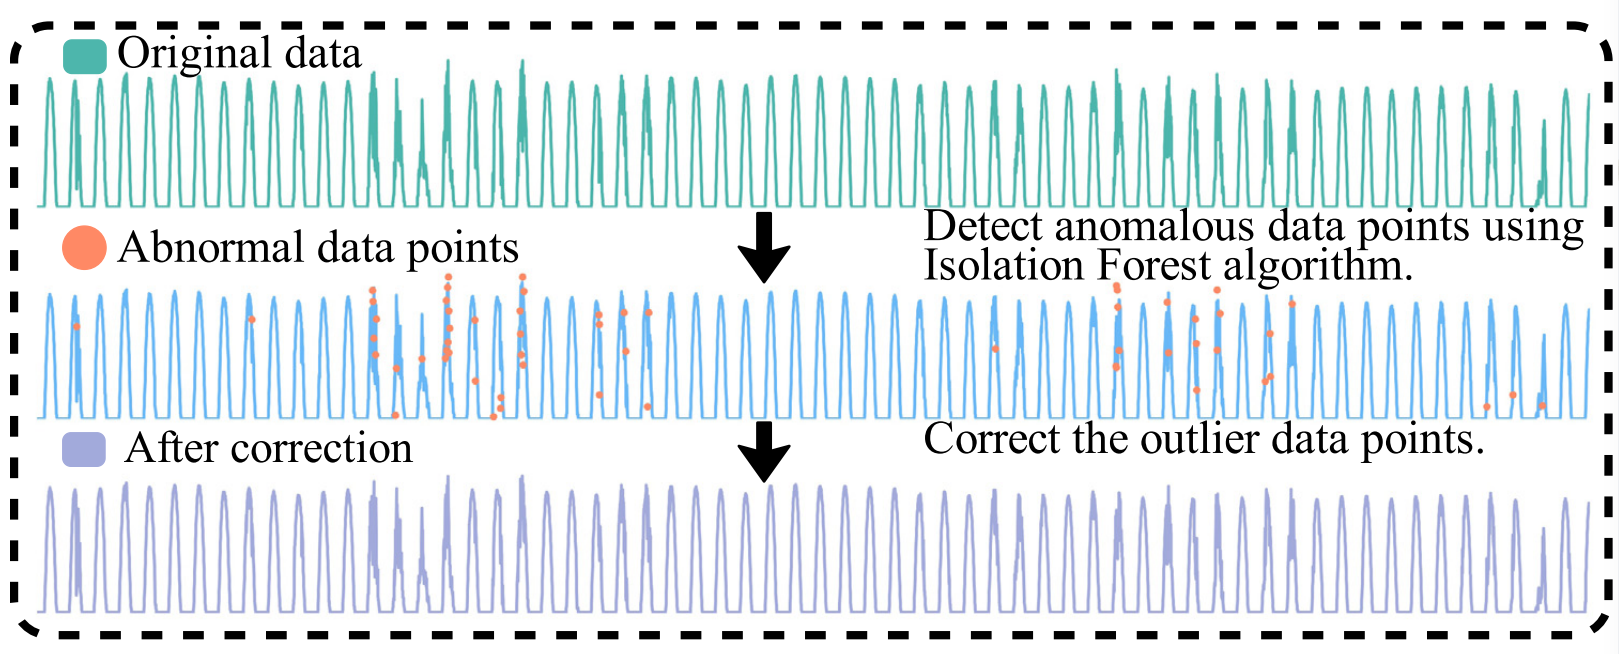 Original data
Detect anomalous data points using
Isolation Forest algorithm.
Abnormal data points
Correct the outlier data points.
After correction